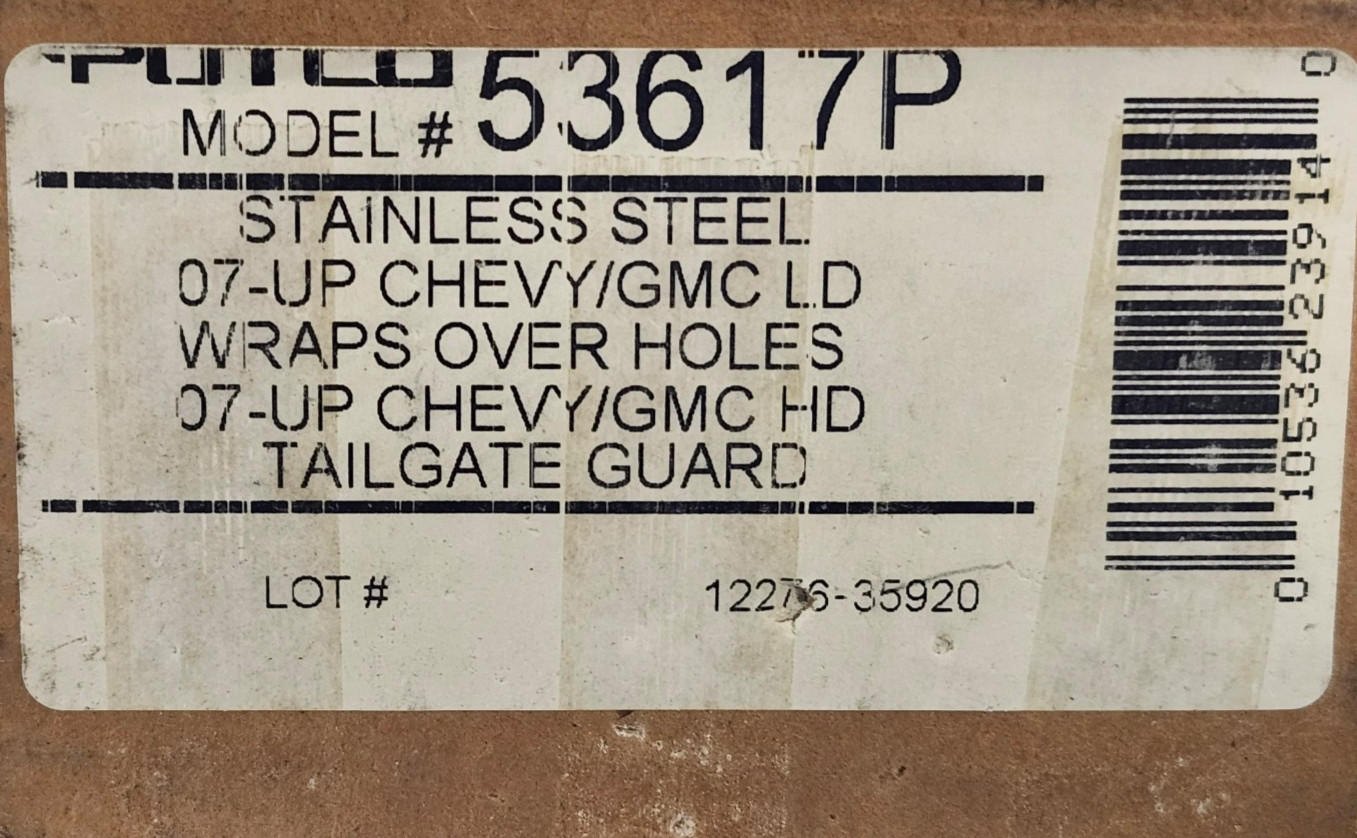 PUTCO
MODEL # 53617P
STAINLESS STEEL
07-UP CHEVY/GMC LD
WRAPS OVER HOLES
07-UP CHEVY/GMC HD
TAILGATE GUARD
LOT # 12276-35920
0 10536 23914 0